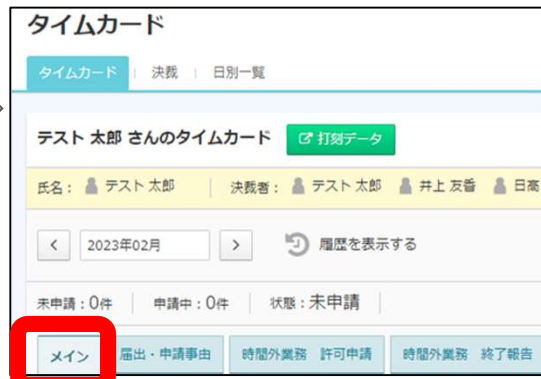 タイムカード
タイムカード 決裁 日別一覧
テスト 太郎 さんのタイムカード 打刻データ
氏名: テスト 太郎 決裁者: テスト 太郎 井上 友香 日高
< 2023年02月 > 履歴を表示する
未申請:0件 申請中:0件 状態:未申請
メイン 届出・申請事由 時間外業務 許可申請 時間外業務 終了報告